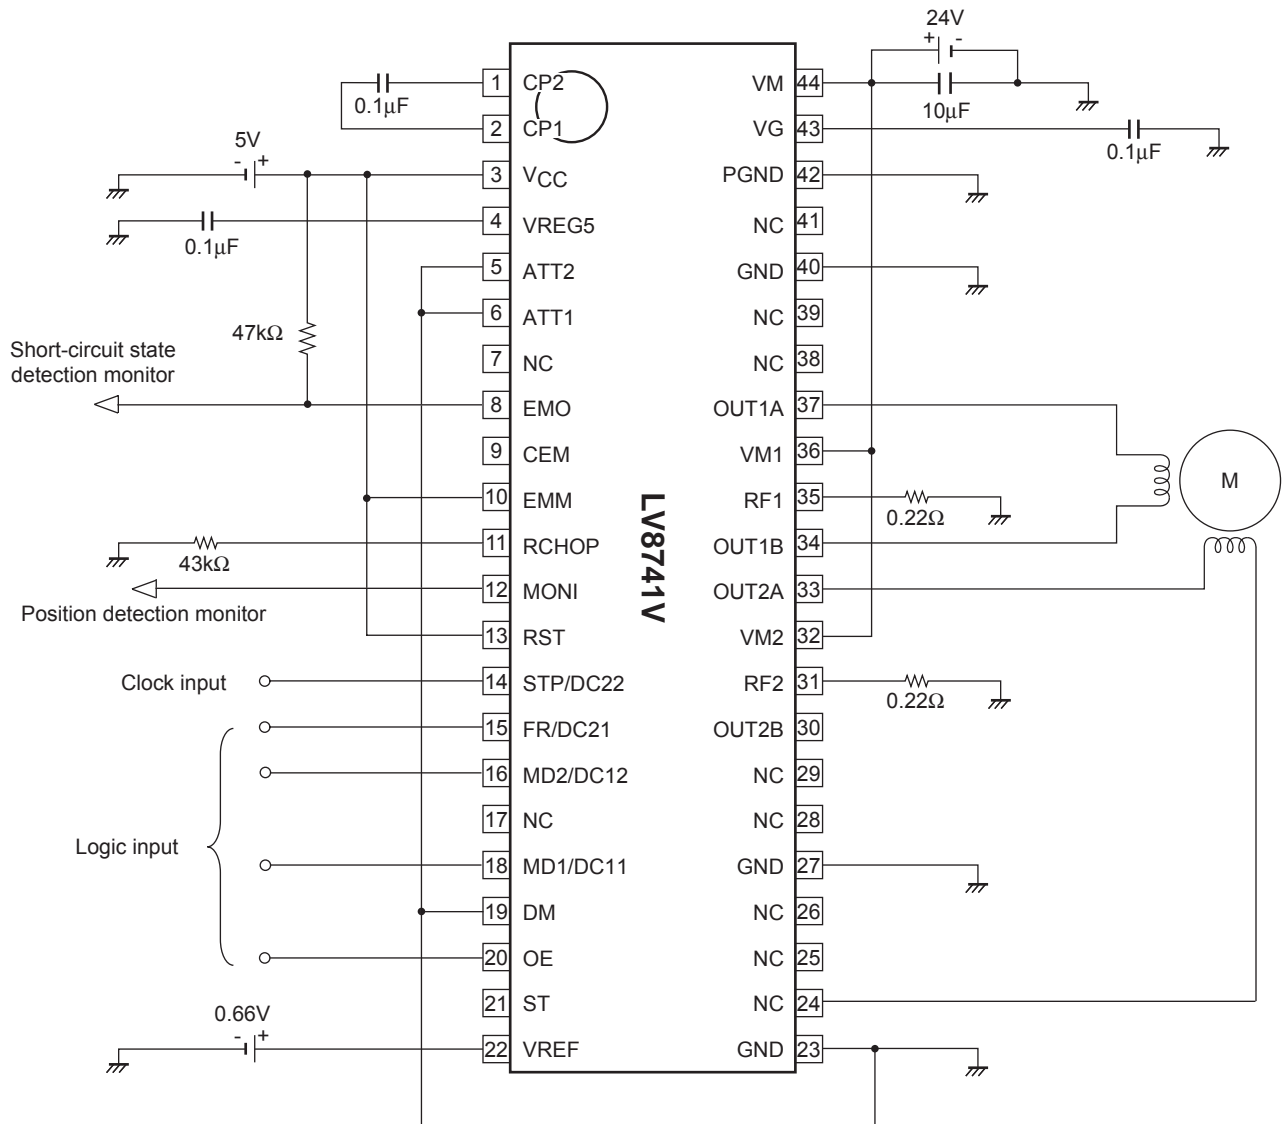 24V
+ -
1 CP2
0.1μF
2 CP1
5V
- +
3 VCC
4 VREG5
0.1μF
5 ATT2
6 ATT1
47kΩ
7 NC
Short-circuit state
detection monitor
8 EMO
9 CEM
10 EMM
11 RCHOP
43kΩ
12 MONI
Position detection monitor
13 RST
Clock input
14 STP/DC22
15 FR/DC21
16 MD2/DC12
17 NC
Logic input
18 MD1/DC11
19 DM
20 OE
21 ST
0.66V
- +
22 VREF
LV8741V
VM 44
10μF
VG 43
0.1μF
PGND 42
NC 41
GND 40
NC 39
NC 38
OUT1A 37
VM1 36
M
RF1 35
0.22Ω
OUT1B 34
OUT2A 33
VM2 32
RF2 31
0.22Ω
OUT2B 30
NC 29
NC 28
GND 27
NC 26
NC 25
NC 24
GND 23